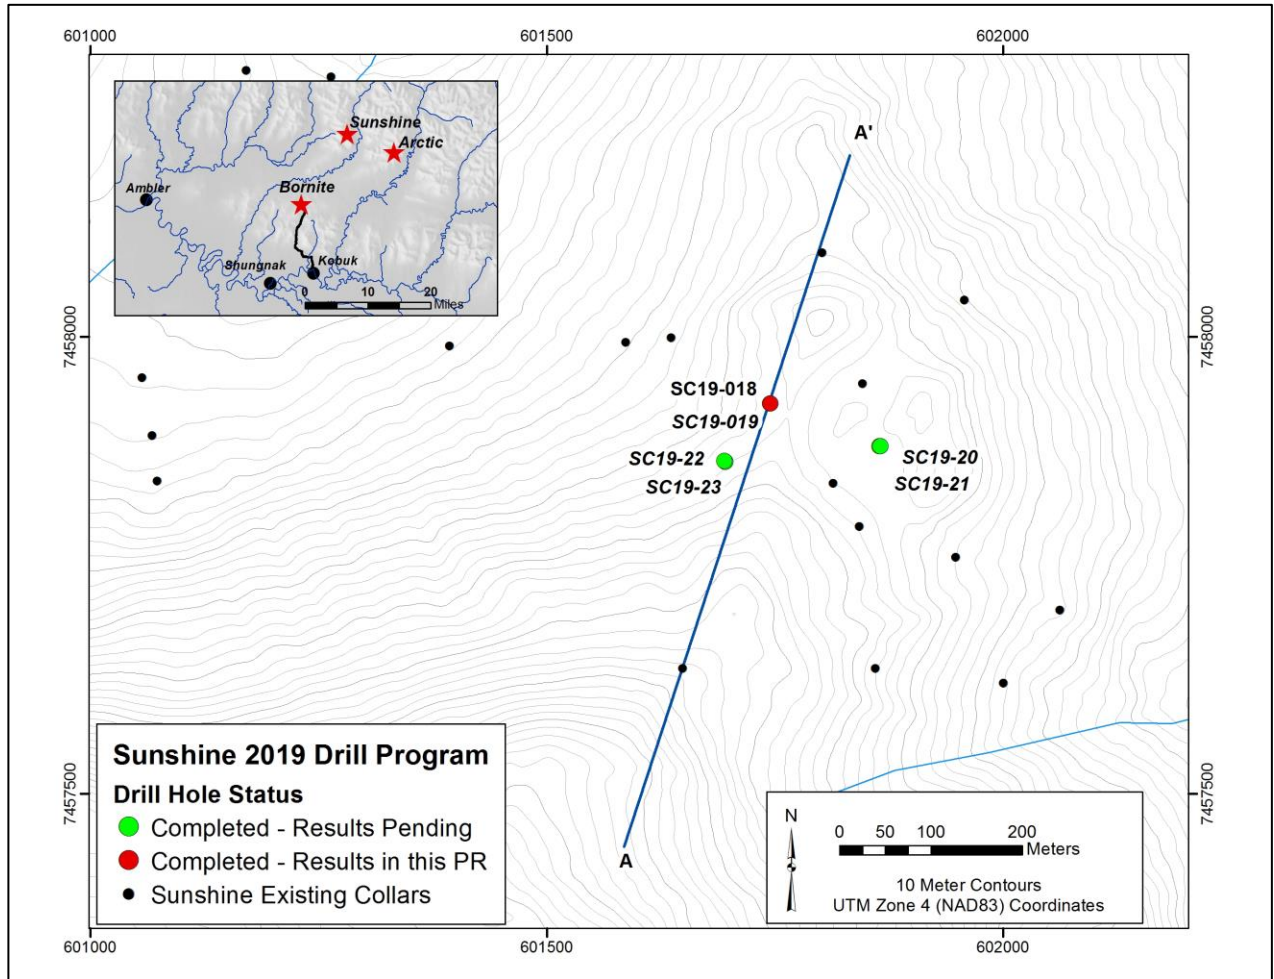 601000
601500
602000
Sunshine
Arctic
Bornite
Ambler
Shungnak
Kobuk
0 10 20
Miles
A'
7458000
7458000
SC19-018
SC19-019
SC19-22
SC19-23
SC19-20
SC19-21
7457500
7457500
A
Sunshine 2019 Drill Program
Drill Hole Status
Completed - Results Pending
Completed - Results in this PR
Sunshine Existing Collars
N
0 50 100 200
Meters
10 Meter Contours
UTM Zone 4 (NAD83) Coordinates
601000
601500
602000